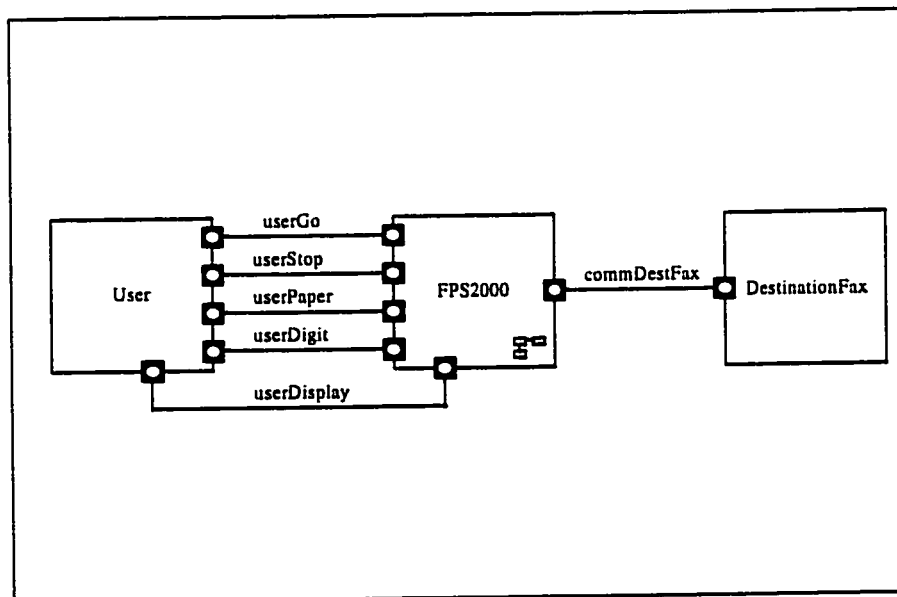 userGo
userStop
User
userPaper
userDigit
userDisplay
FPS2000
commDestFax
DestinationFax